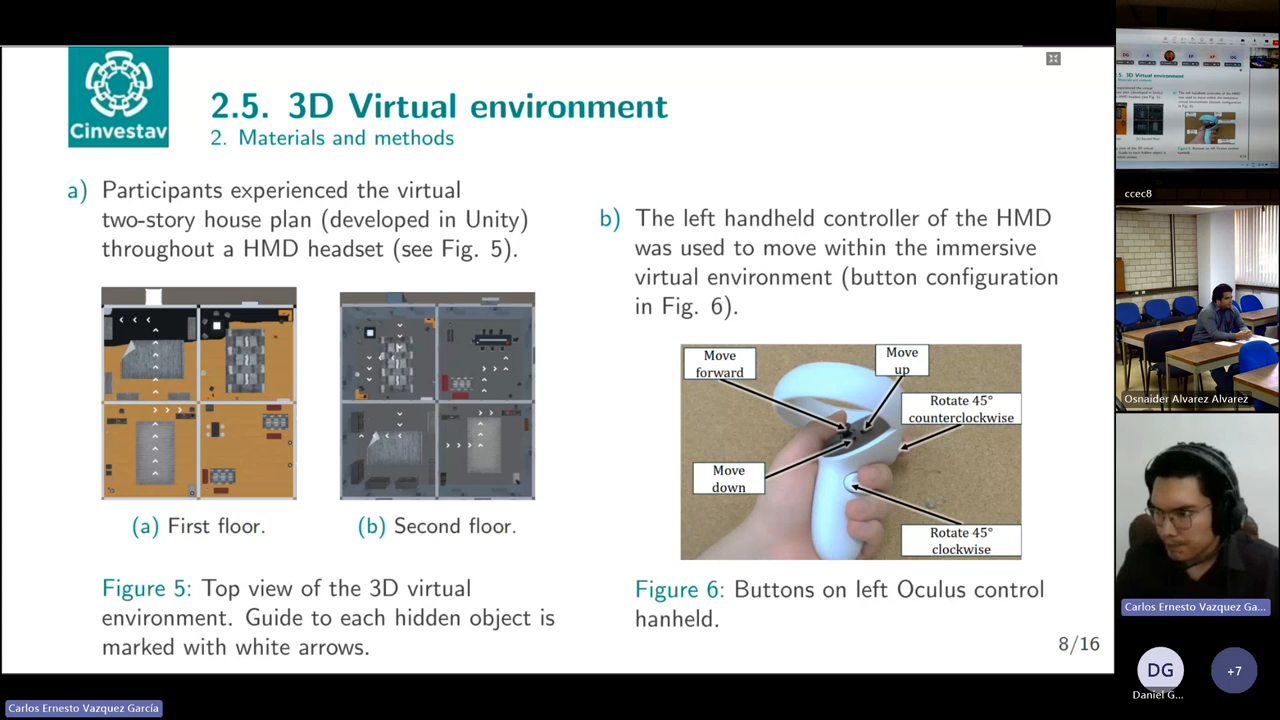 Cinvestav
2.5. 3D Virtual environment
2. Materials and methods
a) Participants experienced the virtual
two-story house plan (developed in Unity)
throughout a HMD headset (see Fig. 5).
(a) First floor.
(b) Second floor.
Figure 5: Top view of the 3D virtual
environment. Guide to each hidden object is
marked with white arrows.
b) The left handheld controller of the HMD
was used to move within the immersive
virtual environment (button configuration
in Fig. 6).
Move
forward
Move
up
Rotate 45°
counterclockwise
Move
down
Rotate 45°
clockwise
Figure 6: Buttons on left Oculus control
hanheld.
8/16
Carlos Ernesto Vazquez García
2.5. 3D Virtual environment
ccec8
Osnaider Alvarez Alvarez
Carlos Ernesto Vazquez Ga...
DG
Daniel G...
+7